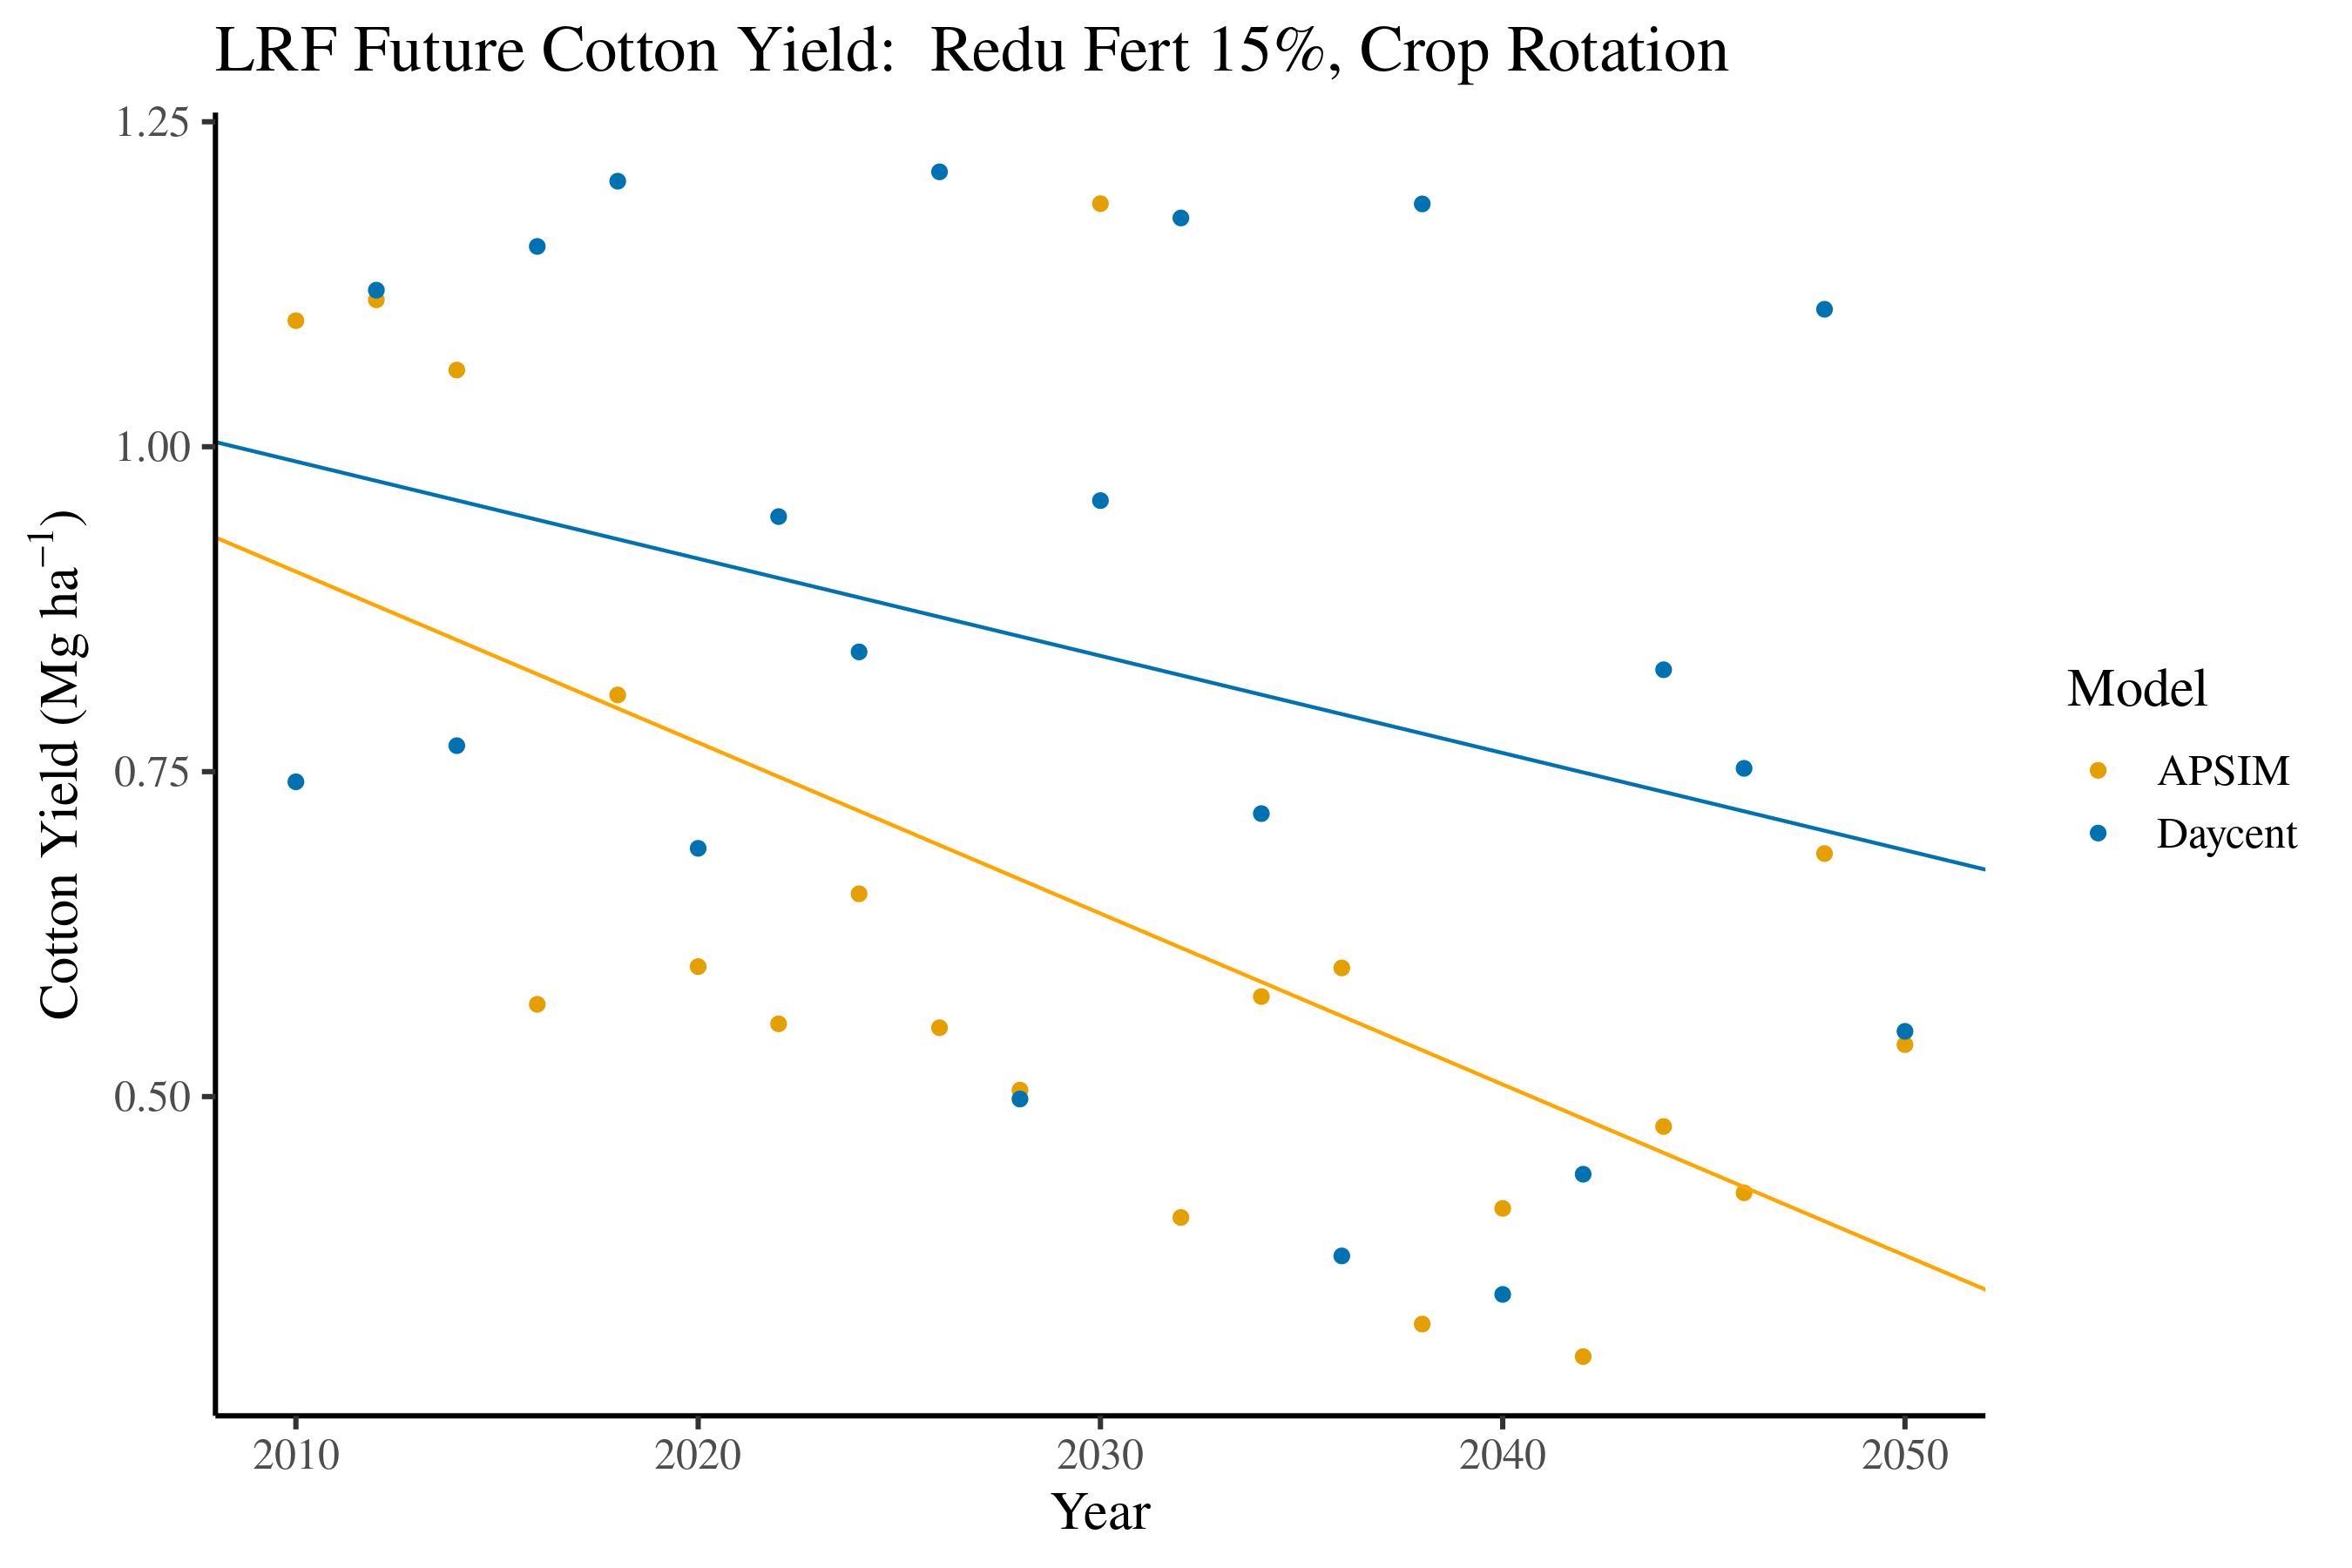 LRF Future Cotton Yield:  Redu Fert 15%, Crop Rotation
1.25
1.00
0.75
0.50
Cotton Yield (Mg ha⁻¹)
2010 2020 2030 2040 2050
Year
Model
APSIM
Daycent